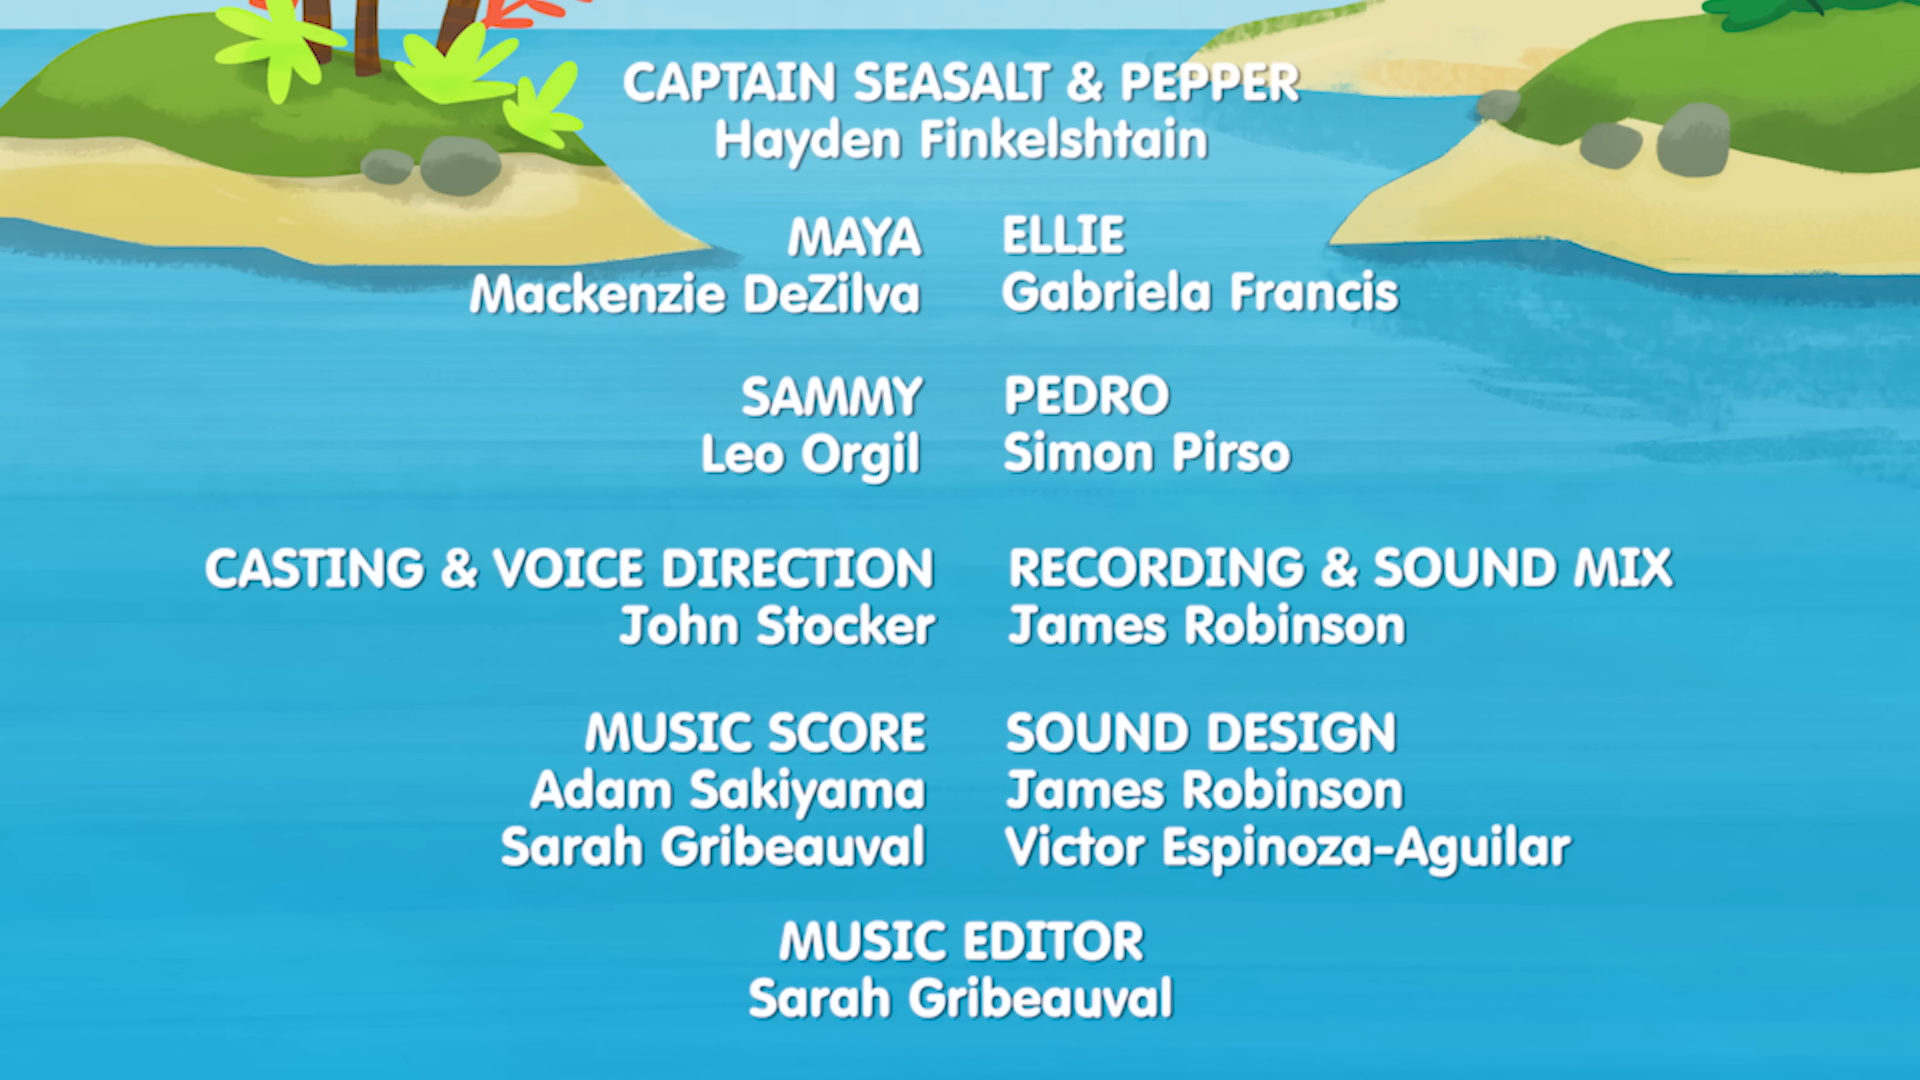 CAPTAIN SEASALT & PEPPER
Hayden Finkelshtain
MAYA
Mackenzie DeZilva
ELLIE
Gabriela Francis
SAMMY
Leo Orgil
PEDRO
Simon Pirso
CASTING & VOICE DIRECTION
John Stocker
RECORDING & SOUND MIX
James Robinson
MUSIC SCORE
Adam Sakiyama
Sarah Gribeauval
SOUND DESIGN
James Robinson
Victor Espinoza-Aguilar
MUSIC EDITOR
Sarah Gribeauval